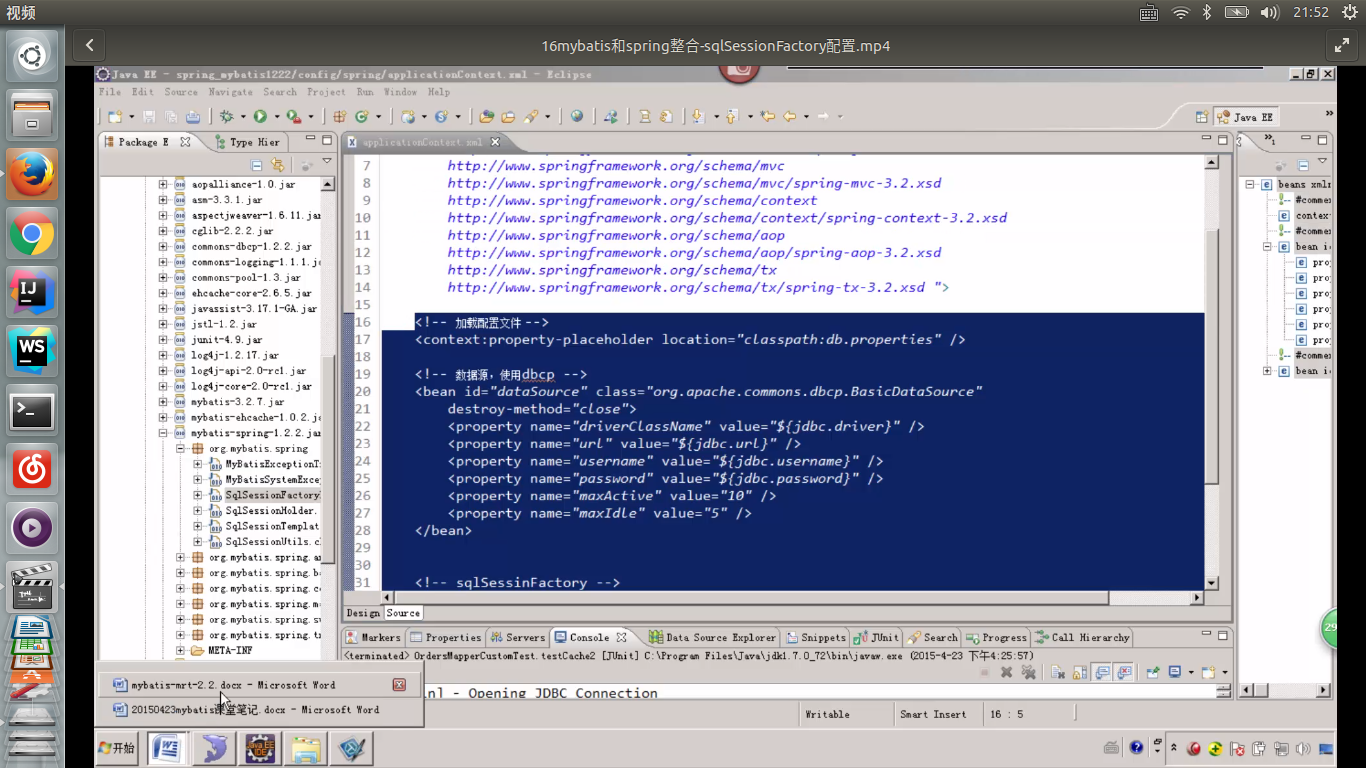 视频
21:52
16mybatis和spring整合-sqlSessionFactory配置.mp4
Java EE - spring_mybatis1222/config/spring/applicationContext.xml - Eclipse
File Edit Source Navigate Search Project Run Window Help
Java EE
Package E
Type Hier
applicationContext.xml
aopalliance-1.0.jar
asm-3.3.1.jar
aspectjweaver-1.6.11.jar
cglib-2.2.2.jar
commons-dbcp-1.2.2.jar
commons-logging-1.1.1.j
commons-pool-1.3.jar
ehcache-core-2.6.5.jar
javassist-3.17.1-GA.jar
jstl-1.2.jar
junit-4.9.jar
log4j-1.2.17.jar
log4j-api-2.0-rc1.jar
log4j-core-2.0-rc1.jar
mybatis-3.2.7.jar
mybatis-ehcache-1.0.2.jar
mybatis-spring-1.2.2.jar
org.mybatis.spring
MyBatisExceptionT
MyBatisSystemExce
SqlSessionFactory
SqlSessionHolder.
SqlSessionTemplat
SqlSessionUtils.c
org.mybatis.spring.an
org.mybatis.spring.b
org.mybatis.spring.c
org.mybatis.spring.m
org.mybatis.spring.s
org.mybatis.spring.t
META-INF
7 http://www.springframework.org/schema/mvc
8 http://www.springframework.org/schema/mvc/spring-mvc-3.2.xsd
9 http://www.springframework.org/schema/context
10 http://www.springframework.org/schema/context/spring-context-3.2.xsd
11 http://www.springframework.org/schema/aop
12 http://www.springframework.org/schema/aop/spring-aop-3.2.xsd
13 http://www.springframework.org/schema/tx
14 http://www.springframework.org/schema/tx/spring-tx-3.2.xsd ">
15
16 <!-- 加载配置文件 -->
17 <context:property-placeholder location="classpath:db.properties" />
18
19 <!-- 数据源，使用dbcp -->
20 <bean id="dataSource" class="org.apache.commons.dbcp.BasicDataSource"
21 destroy-method="close">
22 <property name="driverClassName" value="${jdbc.driver}" />
23 <property name="url" value="${jdbc.url}" />
24 <property name="username" value="${jdbc.username}" />
25 <property name="password" value="${jdbc.password}" />
26 <property name="maxActive" value="10" />
27 <property name="maxIdle" value="5" />
28 </bean>
29
30
31 <!-- sqlSessinFactory -->
Design Source
beans xmln
#comme
contex
#comme
bean i
pro
pro
pro
pro
pro
pro
#comme
bean i
Markers Properties Servers Console Data Source Explorer Snippets JUnit Search Progress Call Hierarchy
<terminated> OrdersMapperCustomTest.testCache2 [JUnit] C:\Program Files\Java\jdk1.7.0_72\bin\javaw.exe (2015-4-23 下午4:25:57)
n] - Opening JDBC Connection
mybatis-mrt-2.2.docx - Microsoft Word
20150423mybatis课堂笔记.docx - Microsoft Word
Writable Smart Insert 16 : 5
开始
29
IJ
WS
Java EE
IDE